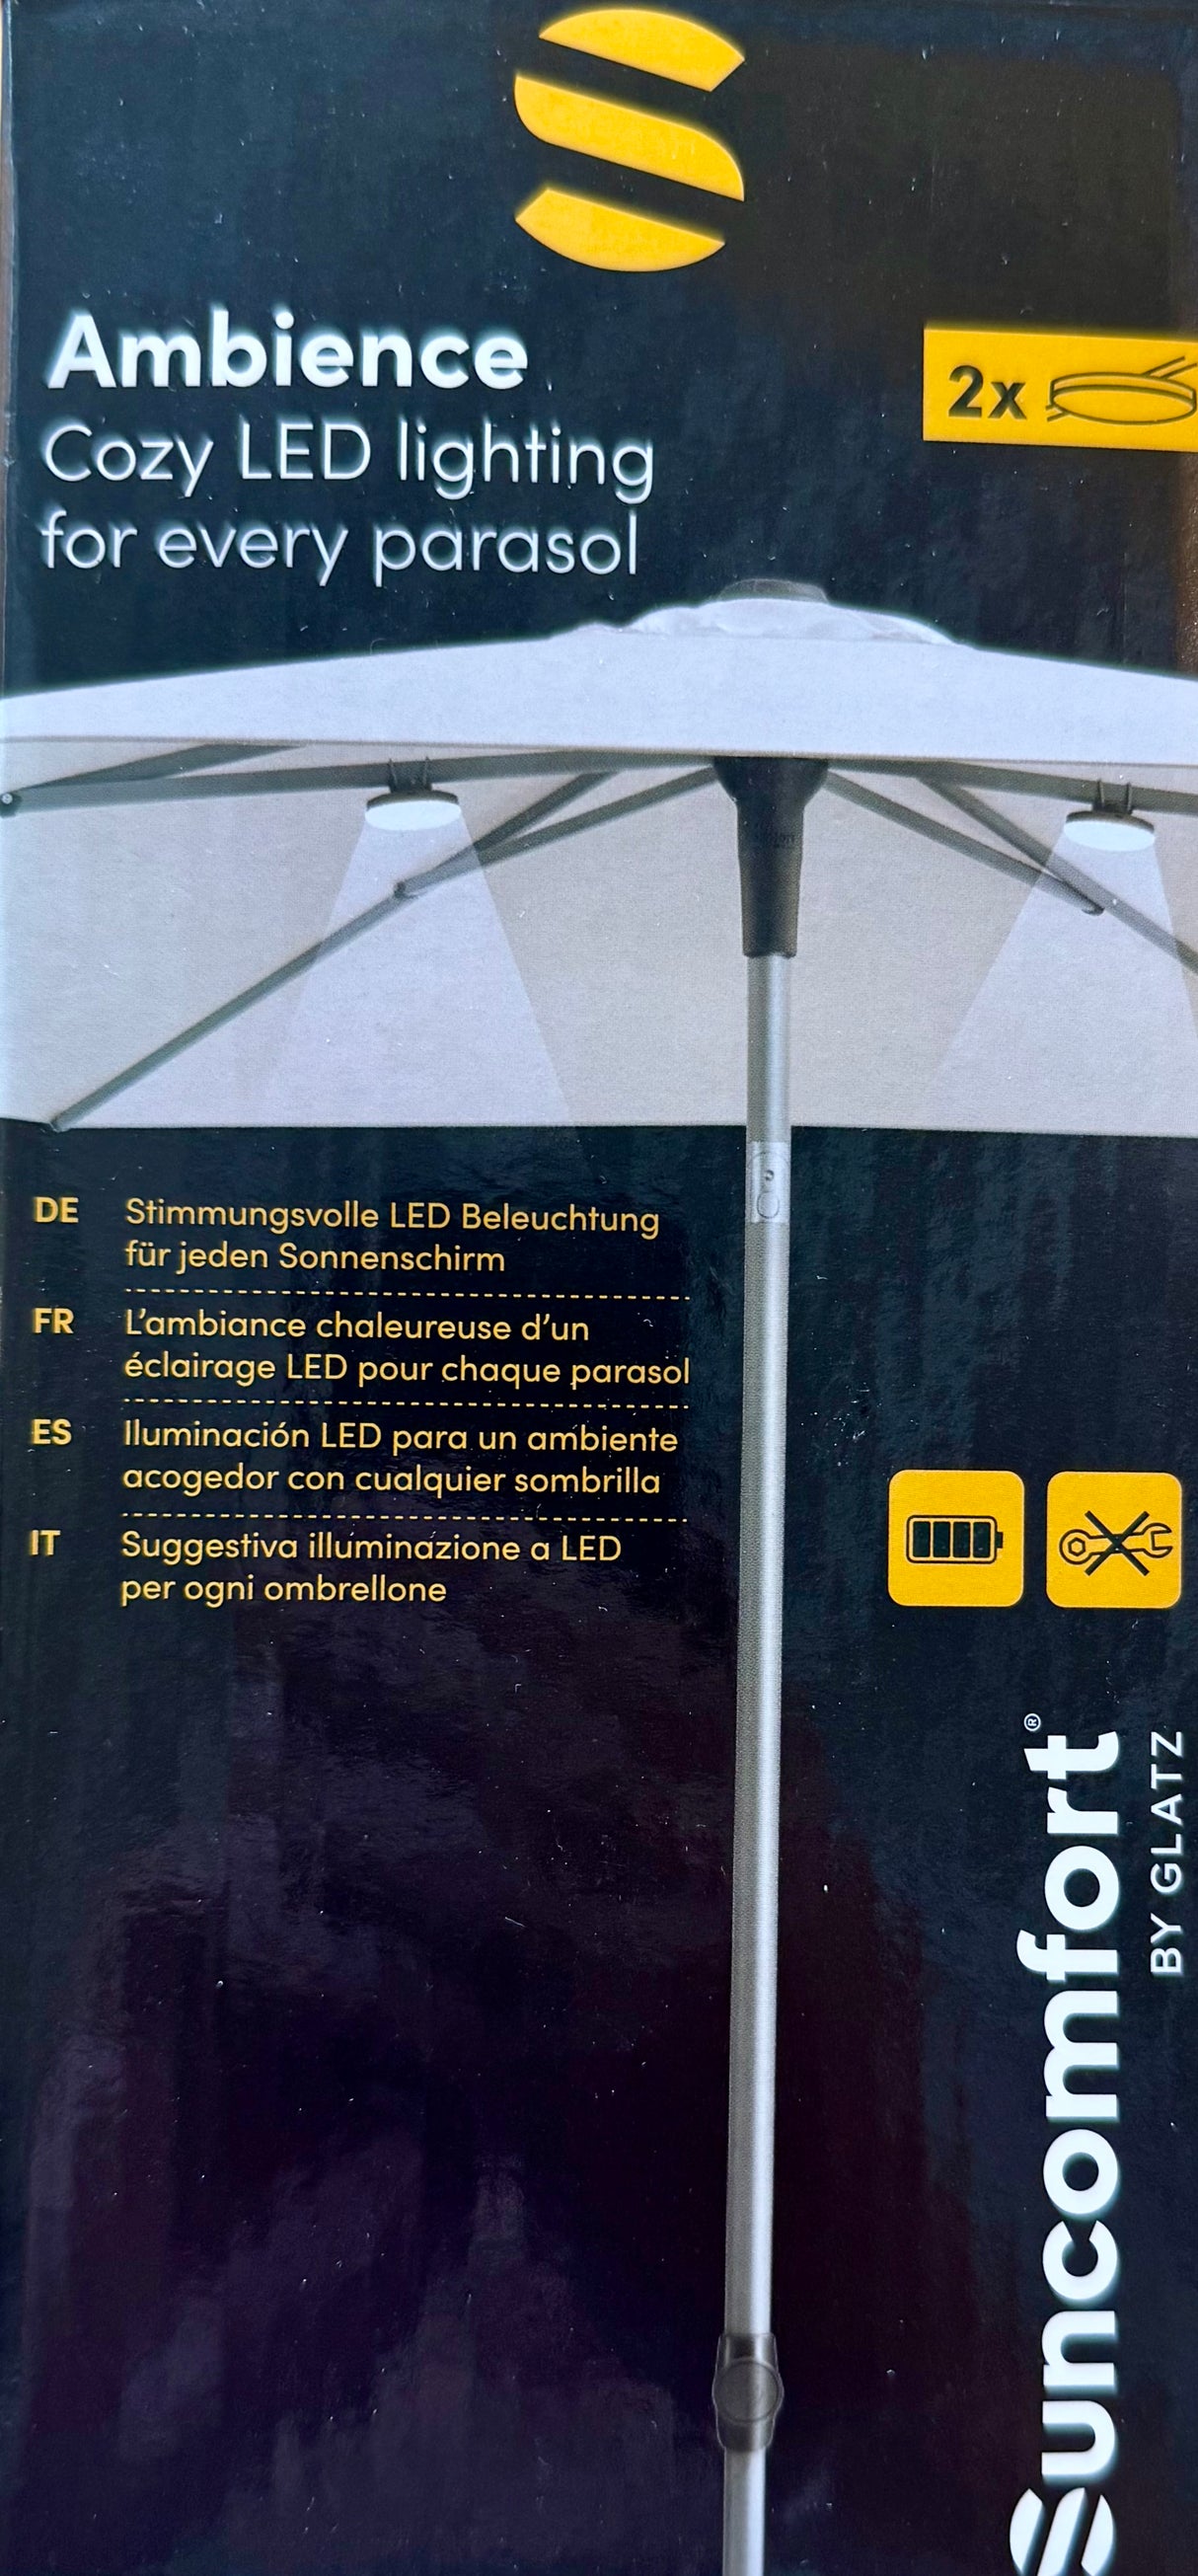 Ambience
Cozy LED lighting
for every parasol
2x
DE Stimmungsvolle LED Beleuchtung
für jeden Sonnenschirm
FR L'ambiance chaleureuse d'un
éclairage LED pour chaque parasol
ES Iluminación LED para un ambiente
acogedor con cualquier sombrilla
IT Suggestiva illuminazione a LED
per ogni ombrellone
Suncomfort®
BY GLATZ